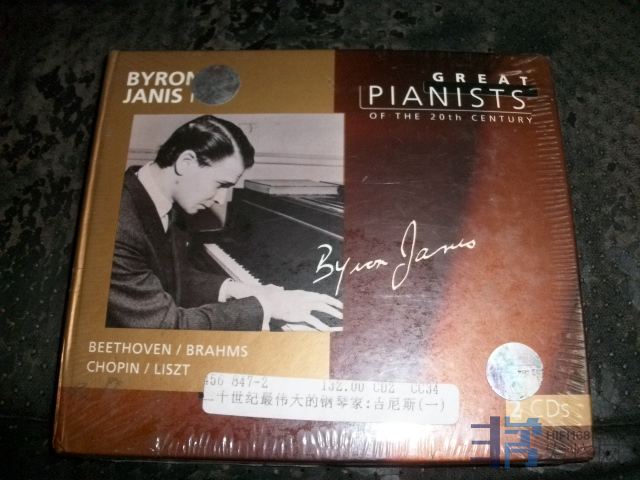 BYRON
JANIS I
GREAT
PIANISTS
OF THE 20th CENTURY
Byron Janis
BEETHOVEN / BRAHMS
CHOPIN / LISZT
456 847-2 132.00 CD2 CC34
二十世纪最伟大的钢琴家:吉尼斯(一)
2 CDs